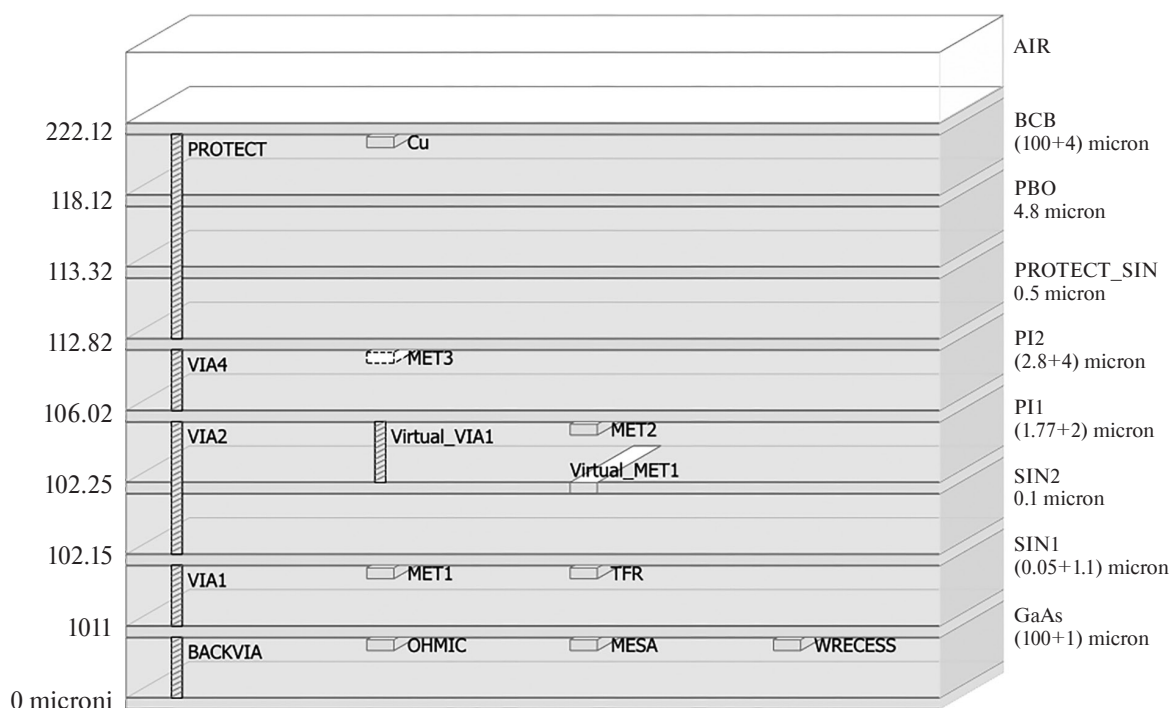 AIR
222.12
BCB
(100+4) micron
PROTECT
Cu
118.12
PBO
4.8 micron
113.32
PROTECT_SIN
0.5 micron
112.82
PI2
(2.8+4) micron
VIA4
MET3
106.02
PI1
(1.77+2) micron
VIA2
Virtual_VIA1
MET2
Virtual_MET1
102.25
SIN2
0.1 micron
102.15
SIN1
(0.05+1.1) micron
VIA1
MET1
TFR
1011
GaAs
(100+1) micron
BACKVIA
OHMIC
MESA
WRECESS
0 microni